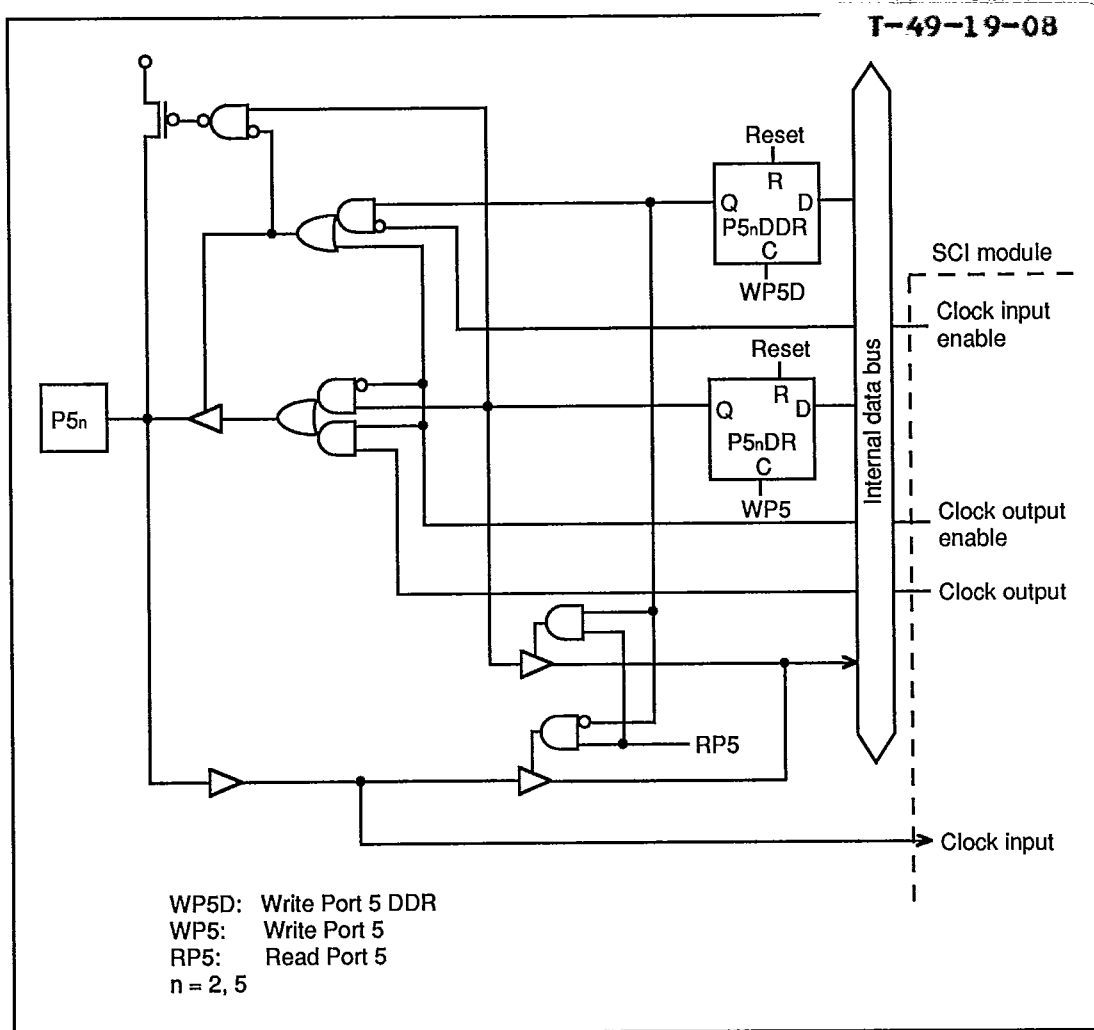 T-49-19-08
Reset
R
Q
D
P5nDDR
C
WP5D
SCI module
Clock input
enable
Reset
R
Q
D
P5nDR
C
WP5
P5n
Internal data bus
Clock output
enable
Clock output
RP5
Clock input
WP5D: Write Port 5 DDR
WP5: Write Port 5
RP5: Read Port 5
n = 2, 5